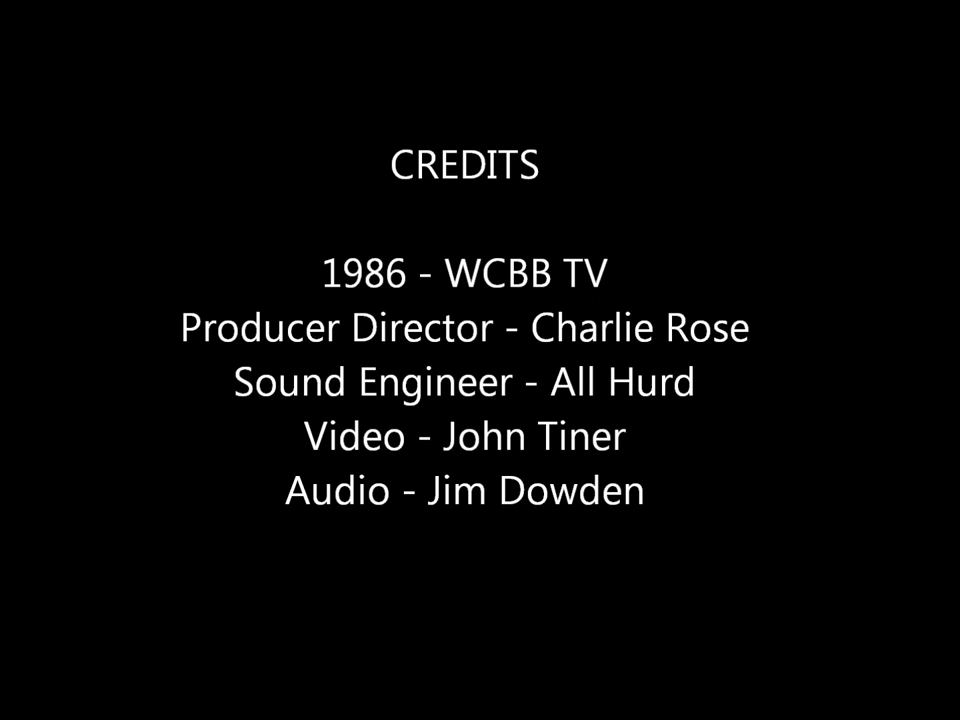 CREDITS
1986 - WCBB TV
Producer Director - Charlie Rose
Sound Engineer - All Hurd
Video - John Tiner
Audio - Jim Dowden